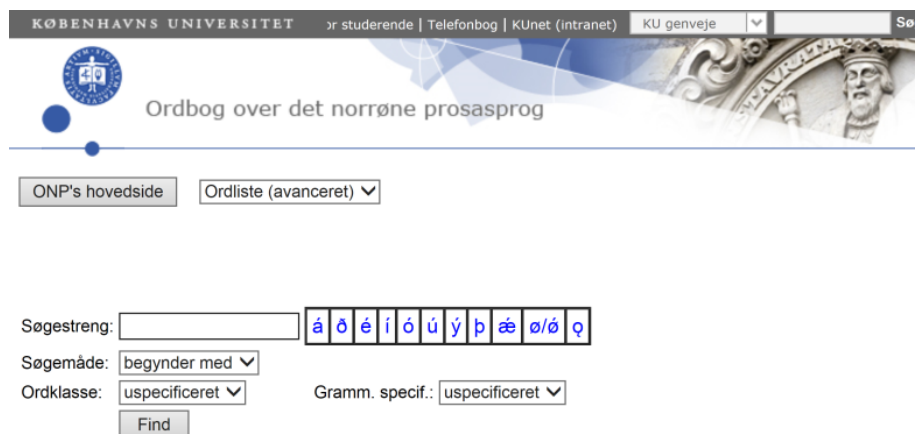 KØBENHAVNS UNIVERSITET or studerende | Telefonbog | KUnet (intranet) KU genveje Sø
Ordbog over det norrøne prosasprog
ONP's hovedside Ordliste (avanceret)
Søgestreng: á ð é í ó ú ý þ ǽ ø/ǿ ǫ
Søgemåde: begynder med
Ordklasse: uspecificeret Gramm. specif.: uspecificeret
Find